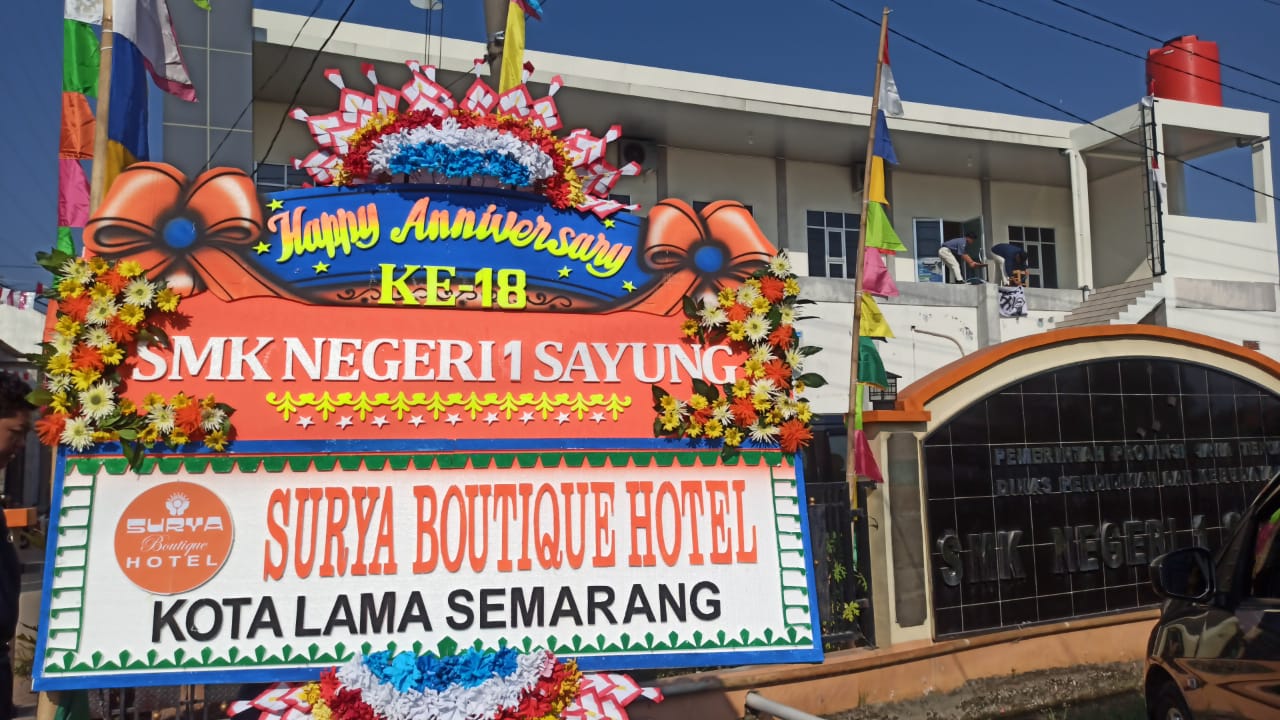 Happy Anniversary
KE-18
SMK NEGERI 1 SAYUNG
SURYA
Boutique
HOTEL
SURYA BOUTIQUE HOTEL
KOTA LAMA SEMARANG
PEMERINTAH PROVINSI JAWA TENGAH
DINAS PENDIDIKAN DAN KEBUDAYAAN
SMK NEGERI 1